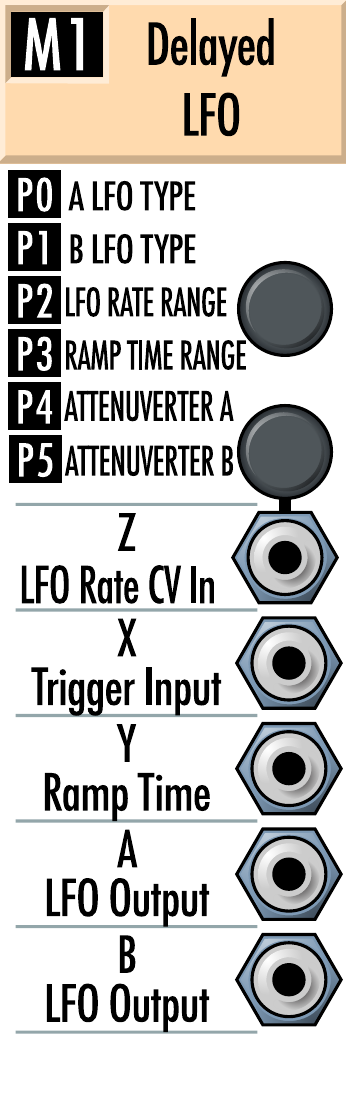 M1
Delayed
LFO
P0 A LFO TYPE
P1 B LFO TYPE
P2 LFO RATE RANGE
P3 RAMP TIME RANGE
P4 ATTENUVERTER A
P5 ATTENUVERTER B
Z
LFO Rate CV In
X
Trigger Input
Y
Ramp Time
A
LFO Output
B
LFO Output